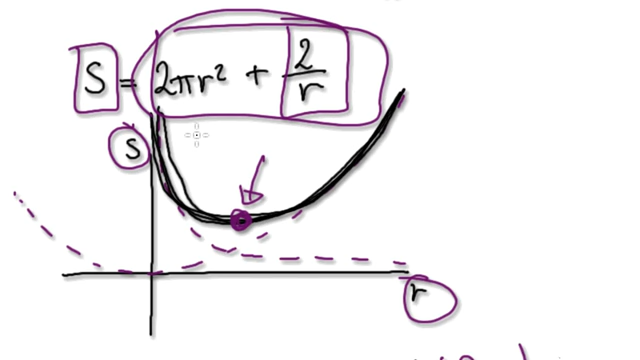 S = 2πr² + 2/r
S
r